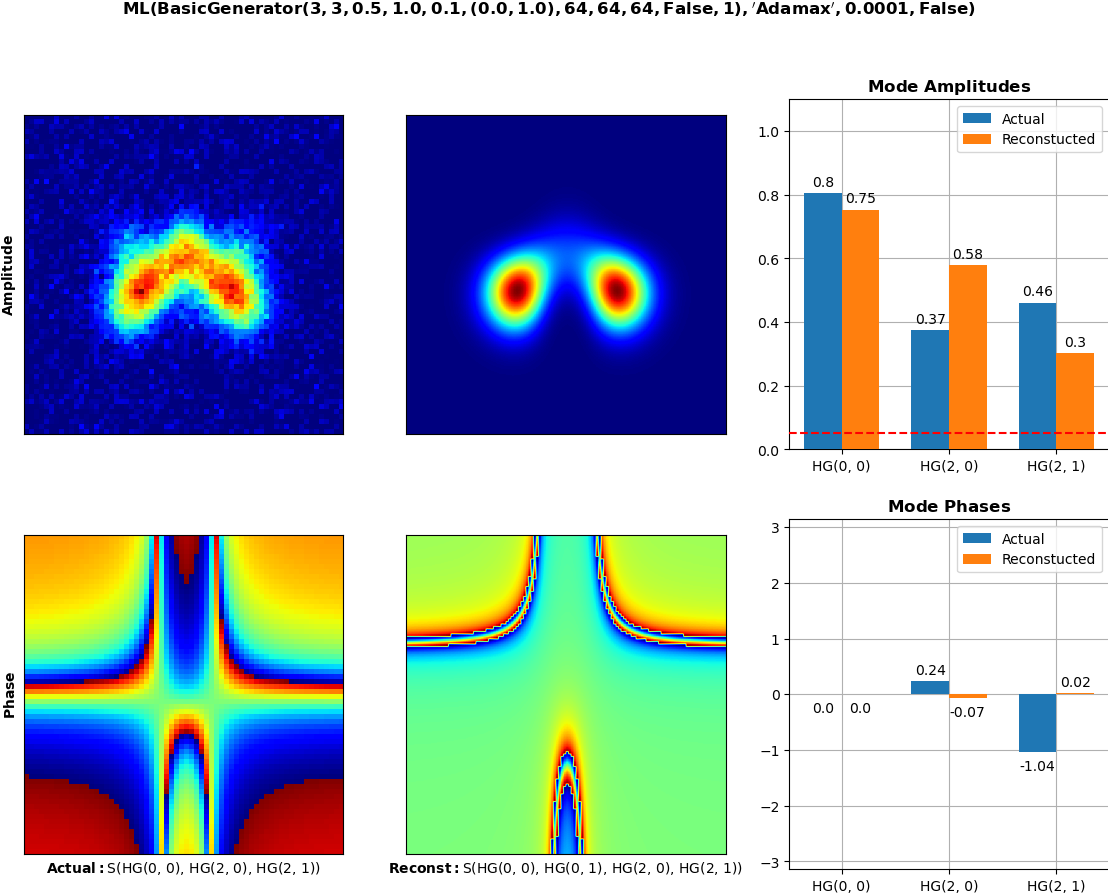 ML(BasicGenerator(3, 3, 0.5, 1.0, 0.1, (0.0, 1.0), 64, 64, 64, False, 1), ′Adamax′, 0.0001, False)
Amplitude
Mode Amplitudes
Actual
Reconstucted
1.0
0.8
0.6
0.4
0.2
0.0
0.8
0.75
0.37
0.58
0.46
0.3
HG(0, 0)
HG(2, 0)
HG(2, 1)
Phase
Actual: S(HG(0, 0), HG(2, 0), HG(2, 1))
Reconst: S(HG(0, 0), HG(0, 1), HG(2, 0), HG(2, 1))
Mode Phases
Actual
Reconstucted
3
2
1
0
−1
−2
−3
0.0
0.0
0.24
-0.07
-1.04
0.02
HG(0, 0)
HG(2, 0)
HG(2, 1)